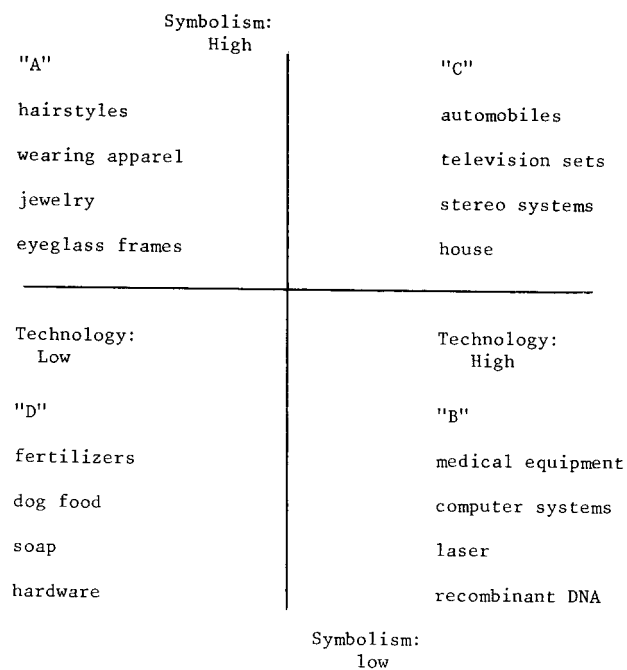 Symbolism:
High
"A"
hairstyles
wearing apparel
jewelry
eyeglass frames
"C"
automobiles
television sets
stereo systems
house
Technology:
Low
Technology:
High
"D"
fertilizers
dog food
soap
hardware
"B"
medical equipment
computer systems
laser
recombinant DNA
Symbolism:
low